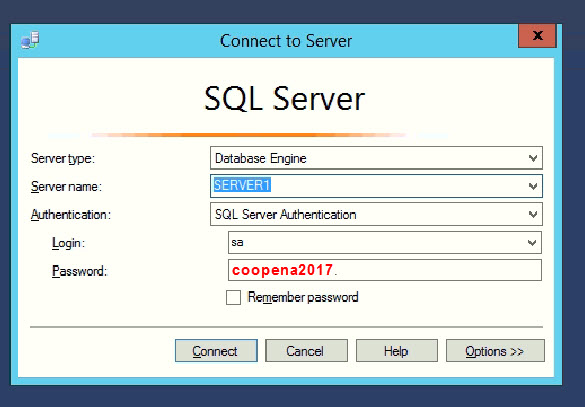 Connect to Server
x
SQL Server
Server type: Database Engine
Server name: SERVER1
Authentication: SQL Server Authentication
Login: sa
Password: coopena2017.
Remember password
Connect Cancel Help Options >>